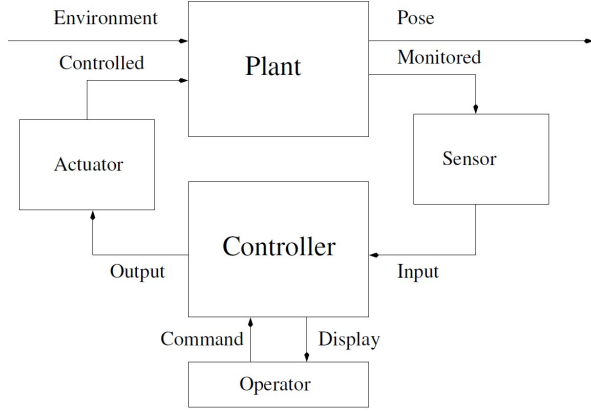 Environment
Pose
Controlled
Plant
Monitored
Actuator
Sensor
Controller
Output
Input
Command
Display
Operator